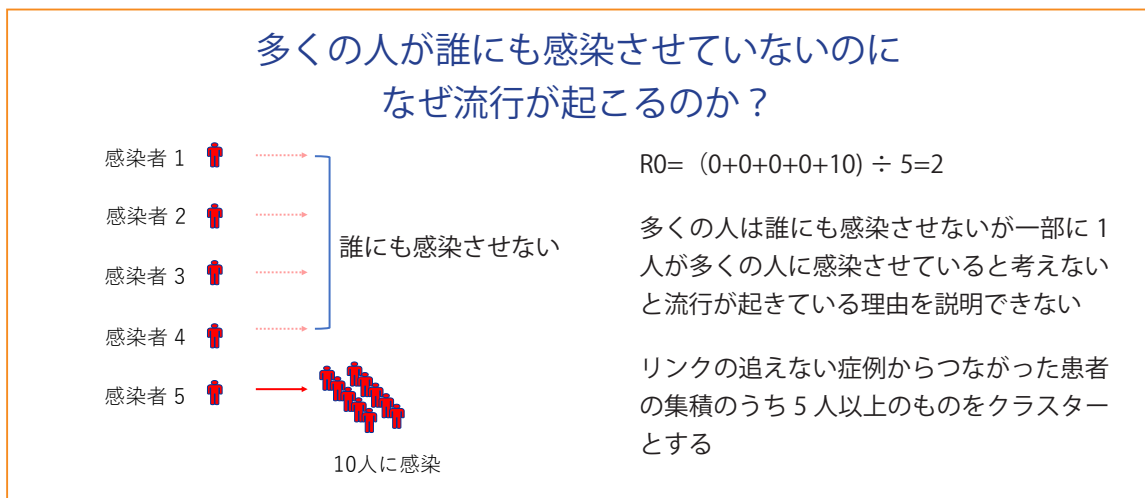 多くの人が誰にも感染させていないのに
なぜ流行が起こるのか？
感染者 1
感染者 2
感染者 3
感染者 4
感染者 5
誰にも感染させない
10人に感染
R0=（0+0+0+0+10) ÷ 5=2
多くの人は誰にも感染させないが一部に 1
人が多くの人に感染させていると考えない
と流行が起きている理由を説明できない
リンクの追えない症例からつながった患者
の集積のうち 5 人以上のものをクラスター
とする